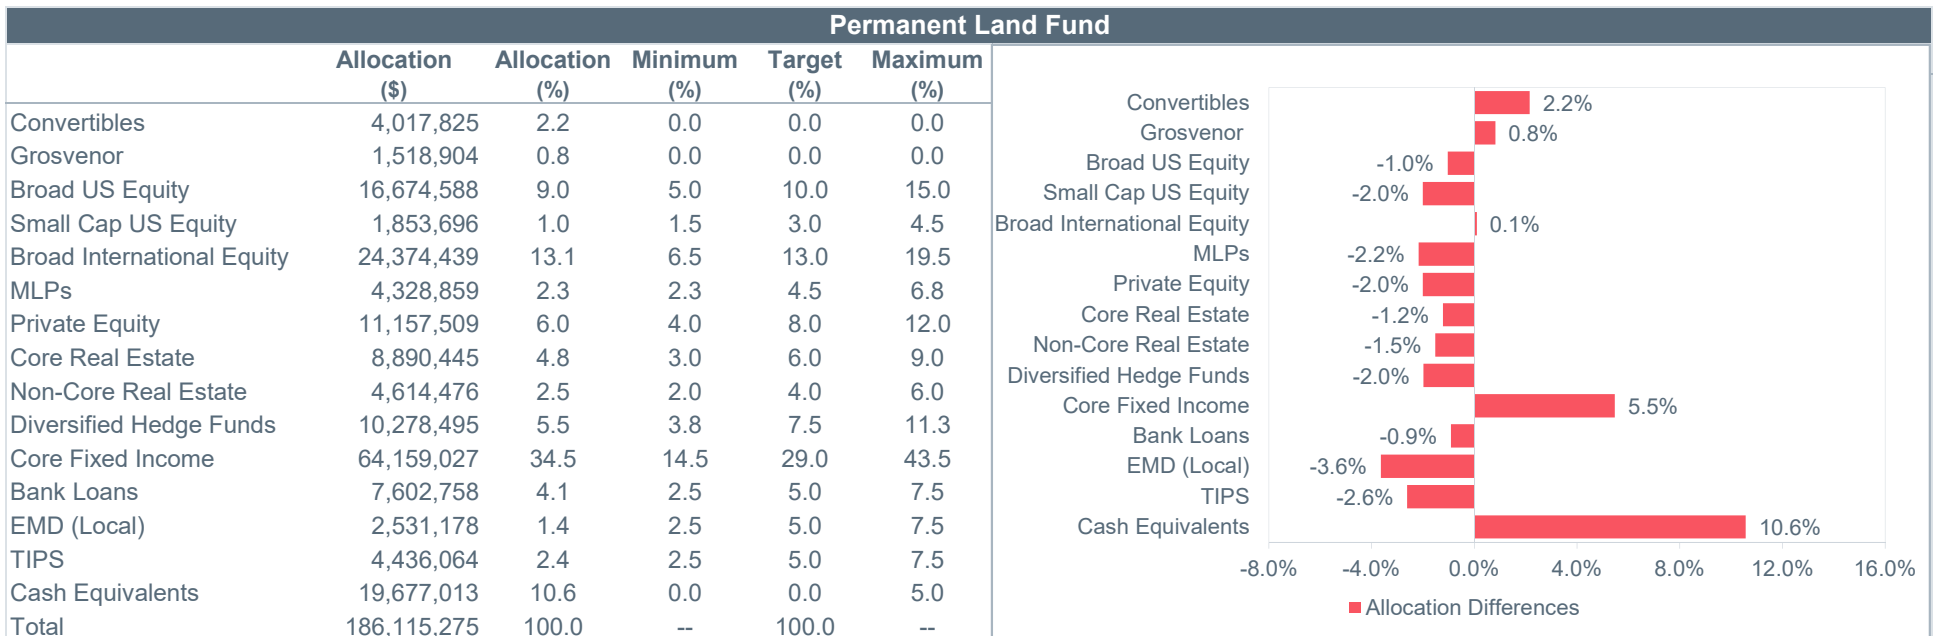 Permanent Land Fund
Allocation Allocation Minimum Target Maximum
($) (%) (%) (%) (%)
Convertibles 4,017,825 2.2 0.0 0.0 0.0
Grosvenor 1,518,904 0.8 0.0 0.0 0.0
Broad US Equity 16,674,588 9.0 5.0 10.0 15.0
Small Cap US Equity 1,853,696 1.0 1.5 3.0 4.5
Broad International Equity 24,374,439 13.1 6.5 13.0 19.5
MLPs 4,328,859 2.3 2.3 4.5 6.8
Private Equity 11,157,509 6.0 4.0 8.0 12.0
Core Real Estate 8,890,445 4.8 3.0 6.0 9.0
Non-Core Real Estate 4,614,476 2.5 2.0 4.0 6.0
Diversified Hedge Funds 10,278,495 5.5 3.8 7.5 11.3
Core Fixed Income 64,159,027 34.5 14.5 29.0 43.5
Bank Loans 7,602,758 4.1 2.5 5.0 7.5
EMD (Local) 2,531,178 1.4 2.5 5.0 7.5
TIPS 4,436,064 2.4 2.5 5.0 7.5
Cash Equivalents 19,677,013 10.6 0.0 0.0 5.0
Total 186,115,275 100.0 -- 100.0 --
Convertibles 2.2%
Grosvenor 0.8%
Broad US Equity -1.0%
Small Cap US Equity -2.0%
Broad International Equity 0.1%
MLPs -2.2%
Private Equity -2.0%
Core Real Estate -1.2%
Non-Core Real Estate -1.5%
Diversified Hedge Funds -2.0%
Core Fixed Income 5.5%
Bank Loans -0.9%
EMD (Local) -3.6%
TIPS -2.6%
Cash Equivalents 10.6%
-8.0% -4.0% 0.0% 4.0% 8.0% 12.0% 16.0%
Allocation Differences